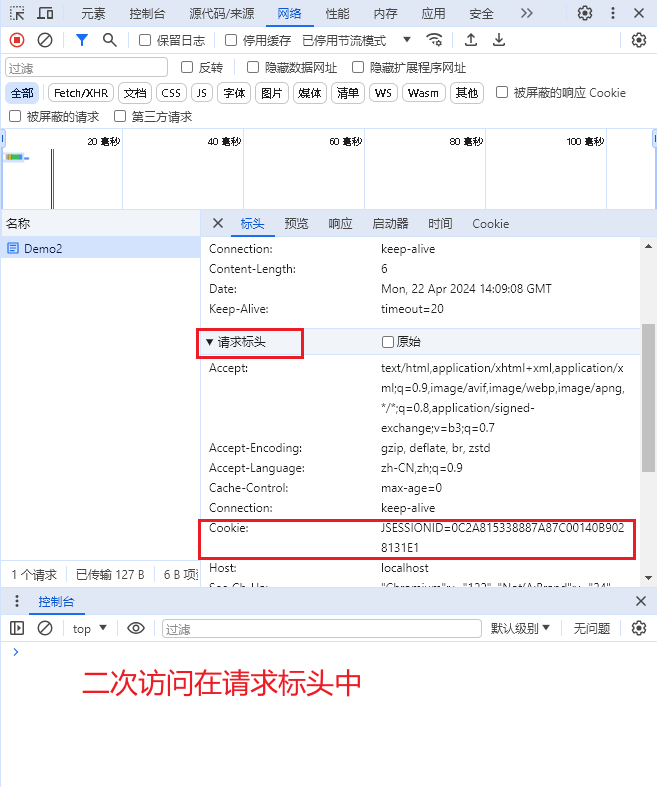 元素 控制台 源代码/来源 网络 性能 内存 应用 安全
保留日志 停用缓存 已停用节流模式
过滤 反转 隐藏数据网址 隐藏扩展程序网址
全部 Fetch/XHR 文档 CSS JS 字体 图片 媒体 清单 WS Wasm 其他 被屏蔽的响应 Cookie
被屏蔽的请求 第三方请求
20 毫秒 40 毫秒 60 毫秒 80 毫秒 100 毫秒
名称 标头 预览 响应 启动器 时间 Cookie
Demo2
Connection: keep-alive
Content-Length: 6
Date: Mon, 22 Apr 2024 14:09:08 GMT
Keep-Alive: timeout=20
请求标头 原始
Accept: text/html,application/xhtml+xml,application/x
ml;q=0.9,image/avif,image/webp,image/apng,
*/*;q=0.8,application/signed-
exchange;v=b3;q=0.7
Accept-Encoding: gzip, deflate, br, zstd
Accept-Language: zh-CN,zh;q=0.9
Cache-Control: max-age=0
Connection: keep-alive
Cookie: JSESSIONID=0C2A815338887A87C00140B902
8131E1
Host: localhost
1 个请求 已传输 127 B 6 B
控制台
top 过滤 默认级别 无问题
二次访问在请求标头中